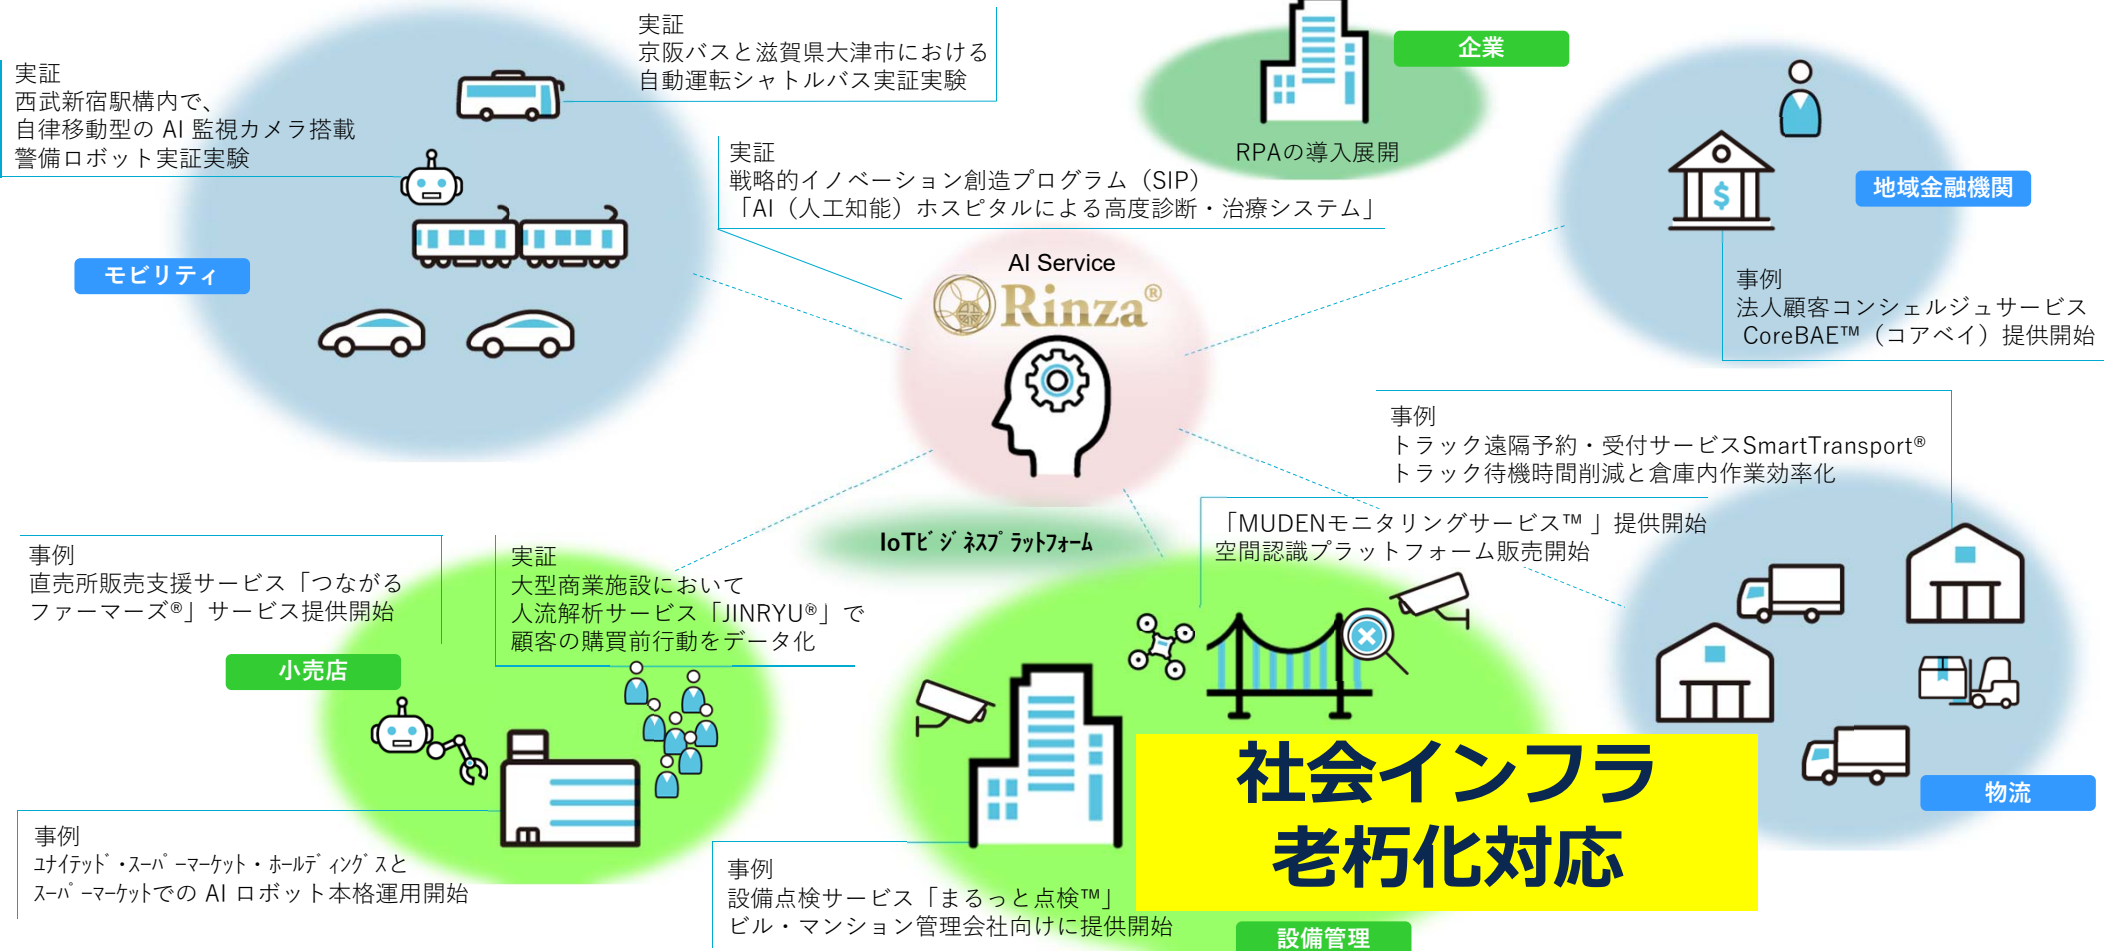 実証
京阪バスと滋賀県大津市における
自動運転シャトルバス実証実験
企業
RPAの導入展開
実証
西武新宿駅構内で、
自律移動型の AI 監視カメラ搭載
警備ロボット実証実験
モビリティ
実証
戦略的イノベーション創造プログラム（SIP）
「AI（人工知能）ホスピタルによる高度診断・治療システム」
地域金融機関
事例
法人顧客コンシェルジュサービス
CoreBAE™（コアベイ）提供開始
AI Service
Rinza®
IoTﾋﾞｼﾞﾈｽﾌﾟﾗｯﾄﾌｫｰﾑ
事例
トラック遠隔予約・受付サービスSmartTransport®
トラック待機時間削減と倉庫内作業効率化
「MUDENモニタリングサービス™ 」提供開始
空間認識プラットフォーム販売開始
事例
直売所販売支援サービス「つながる
ファーマーズ®」サービス提供開始
実証
大型商業施設において
人流解析サービス「JINRYU®」で
顧客の購買前行動をデータ化
小売店
$
社会インフラ
老朽化対応
物流
事例
ﾕﾅｲﾃｯﾄﾞ・ｽｰﾊﾟｰﾏｰｹｯﾄ・ﾎｰﾙﾃﾞｨﾝｸﾞｽと
ｽｰﾊﾟｰﾏｰｹｯﾄでの AI ロボット本格運用開始
事例
設備点検サービス「まるっと点検™」
ビル・マンション管理会社向けに提供開始
設備管理